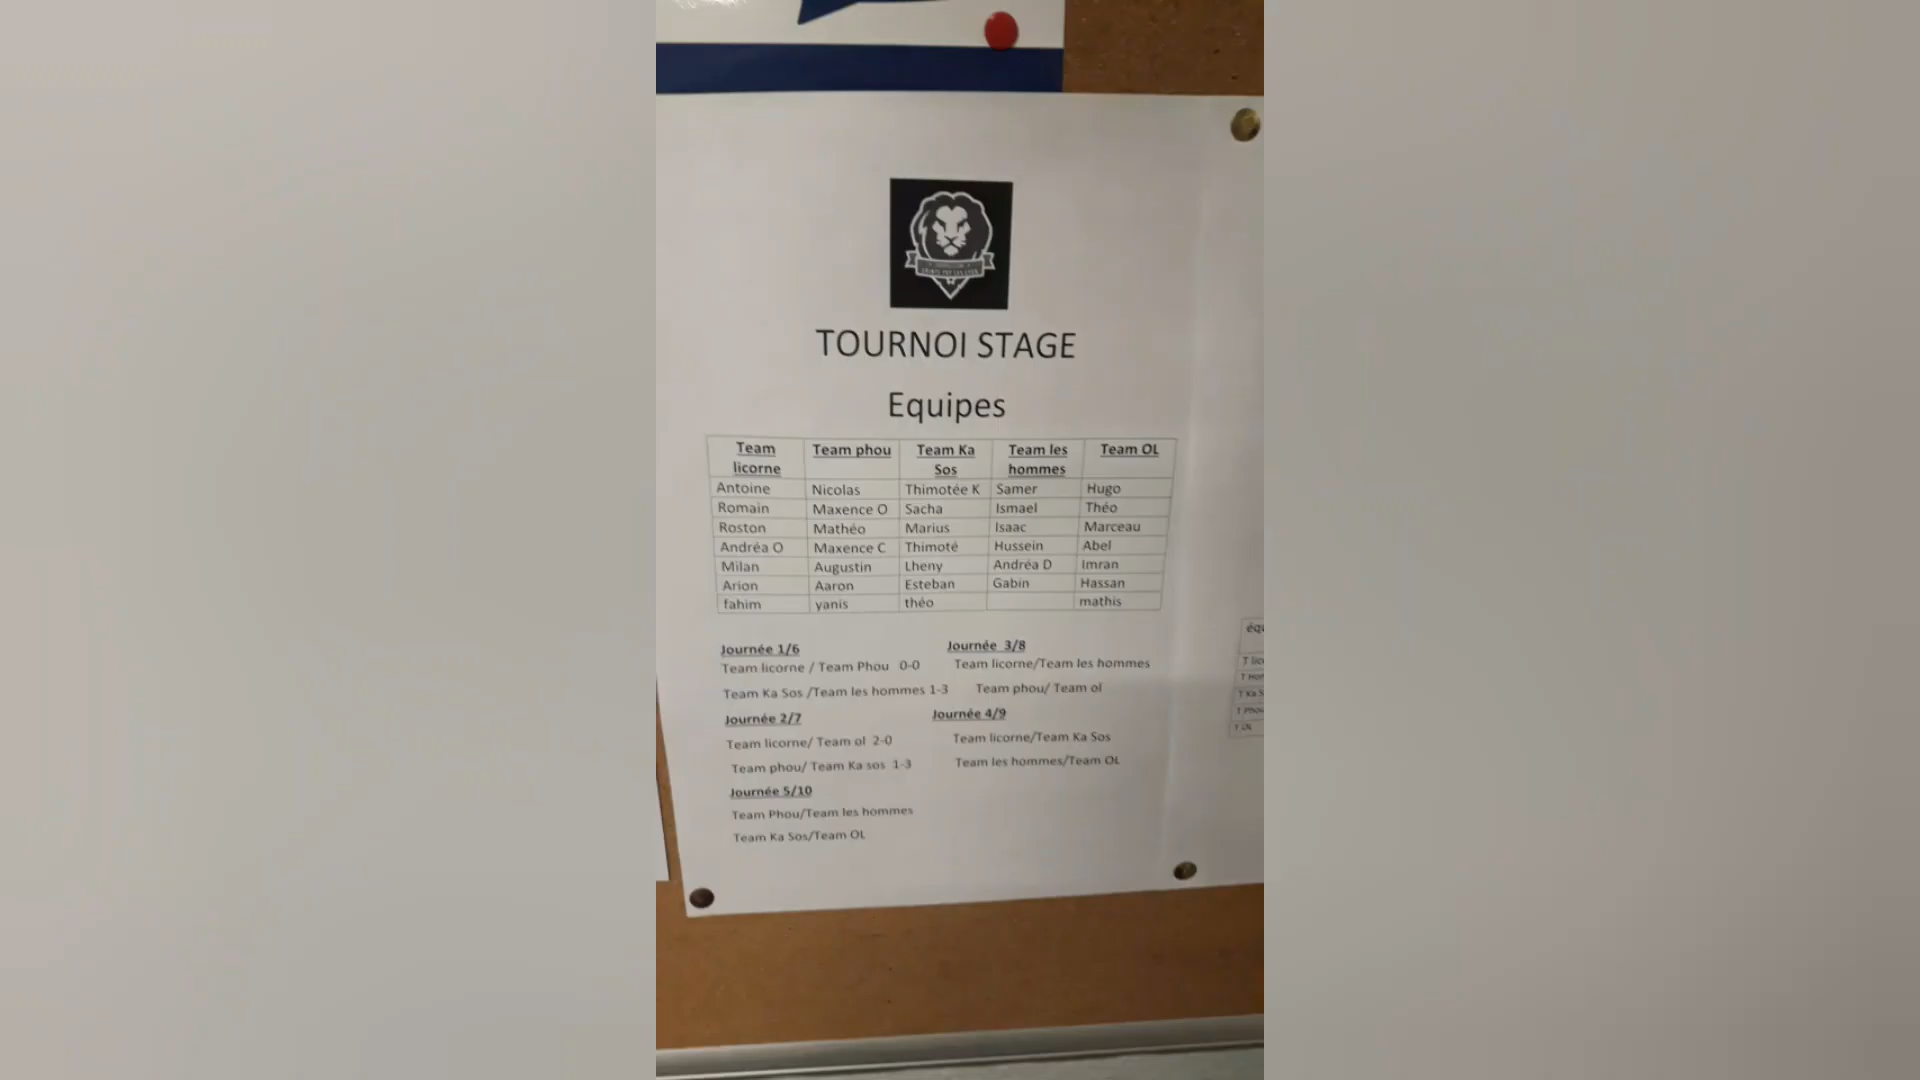 TOURNOI STAGE
Equipes
Team licorne Team phou Team Ka Sos Team les hommes Team OL
Antoine Nicolas Thimotée K Samer Hugo
Romain Maxence O Sacha Ismael Théo
Roston Mathéo Marius Isaac Marceau
Andréa O Maxence C Thimoté Hussein Abel
Milan Augustin Lheny Andréa D Imran
Arion Aaron Esteban Gabin Hassan
fahim yanis théo mathis
Journée 1/6
Team licorne / Team Phou 0-0
Team Ka Sos /Team les hommes 1-3
Journée 2/7
Team licorne/ Team ol 2-0
Team phou/ Team Ka sos 1-3
Journée 5/10
Team Phou/Team les hommes
Team Ka Sos/Team OL
Journée 3/8
Team licorne/Team les hommes
Team phou/ Team ol
Journée 4/9
Team licorne/Team Ka Sos
Team les hommes/Team OL